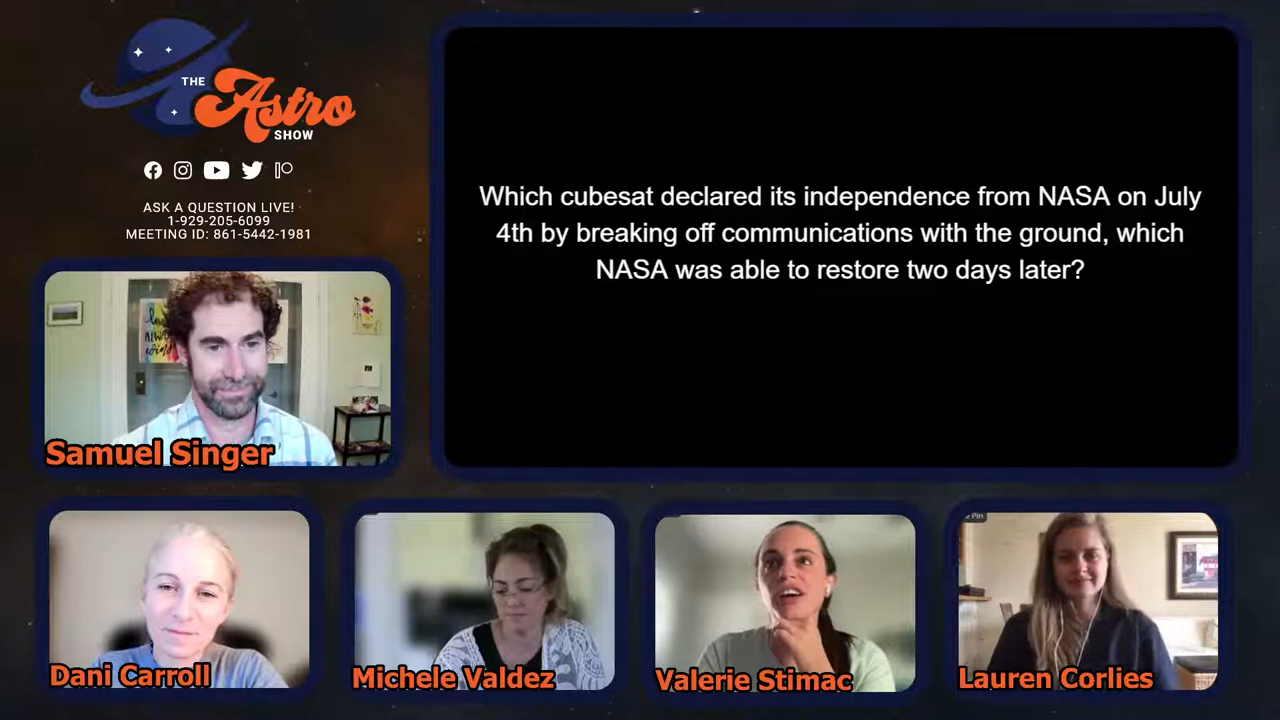 THE
Astro
SHOW
ASK A QUESTION LIVE!
1-929-205-6099
MEETING ID: 861-5442-1981
Which cubesat declared its independence from NASA on July
4th by breaking off communications with the ground, which
NASA was able to restore two days later?
Samuel Singer
Dani Carroll
Michele Valdez
Valerie Stimac
Lauren Corlies
Pin